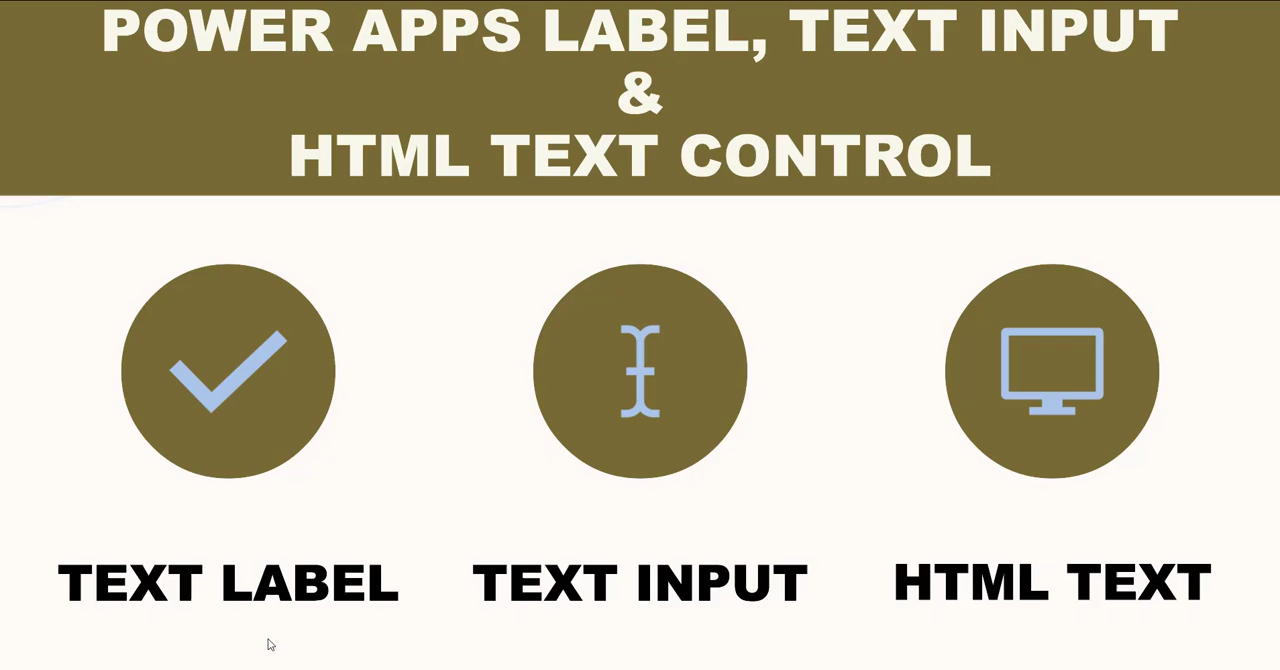 POWER APPS LABEL, TEXT INPUT
&
HTML TEXT CONTROL
TEXT LABEL
TEXT INPUT
HTML TEXT